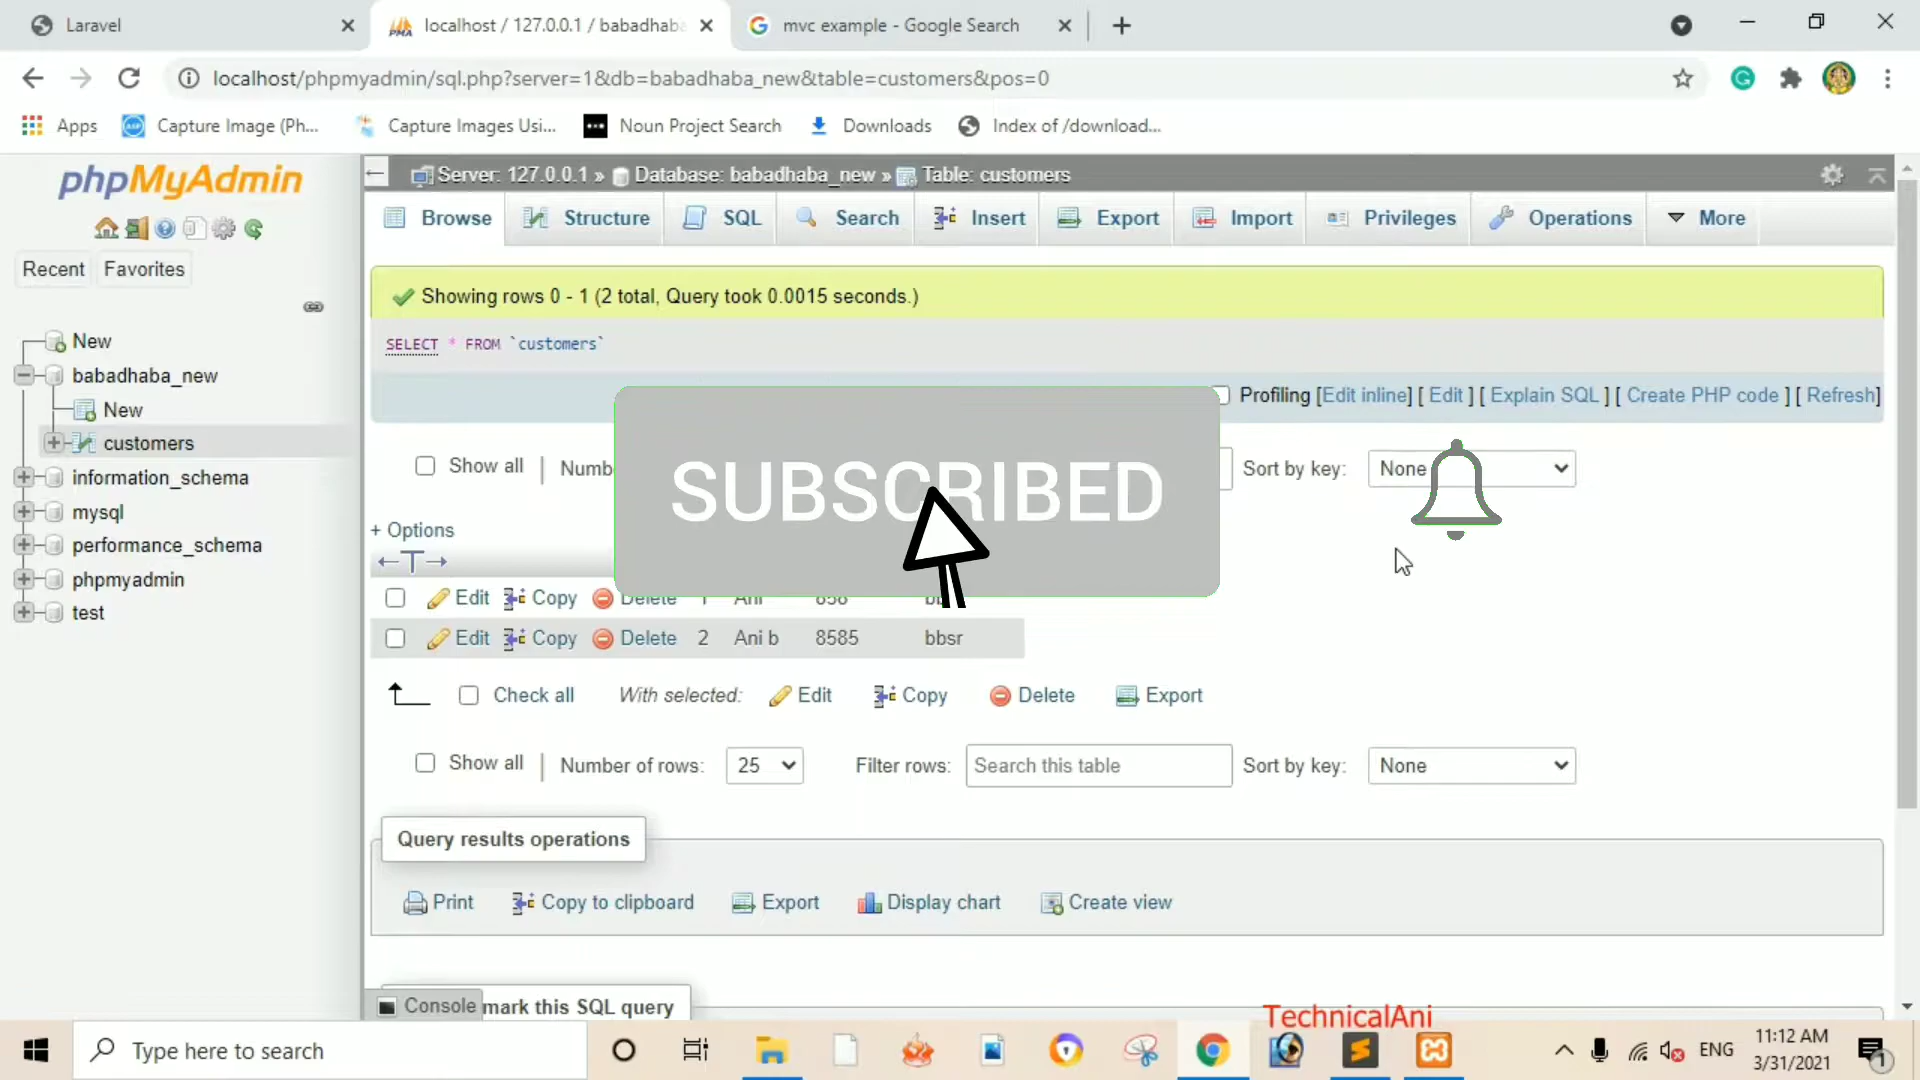 Laravel
localhost / 127.0.0.1 / babadhaba
mvc example - Google Search
localhost/phpmyadmin/sql.php?server=1&db=babadhaba_new&table=customers&pos=0
Apps
Capture Image (Ph...
Capture Images Usi...
Noun Project Search
Downloads
Index of /download...
phpMyAdmin
Recent Favorites
New
babadhaba_new
New
customers
information_schema
mysql
performance_schema
phpmyadmin
test
Server: 127.0.0.1 » Database: babadhaba_new » Table: customers
Browse Structure SQL Search Insert Export Import Privileges Operations More
Showing rows 0 - 1 (2 total, Query took 0.0015 seconds.)
SELECT * FROM `customers`
Profiling [Edit inline] [ Edit ] [ Explain SQL ] [ Create PHP code ] [ Refresh]
Show all Numb Sort by key: None
SUBSCRIBED
+ Options
Edit Copy Delete 1 Ani 858
Edit Copy Delete 2 Ani b 8585 bbsr
Check all With selected: Edit Copy Delete Export
Show all Number of rows: 25 Filter rows: Search this table Sort by key: None
Query results operations
Print Copy to clipboard Export Display chart Create view
Console mark this SQL query
TechnicalAni
Type here to search
ENG
11:12 AM
3/31/2021
1